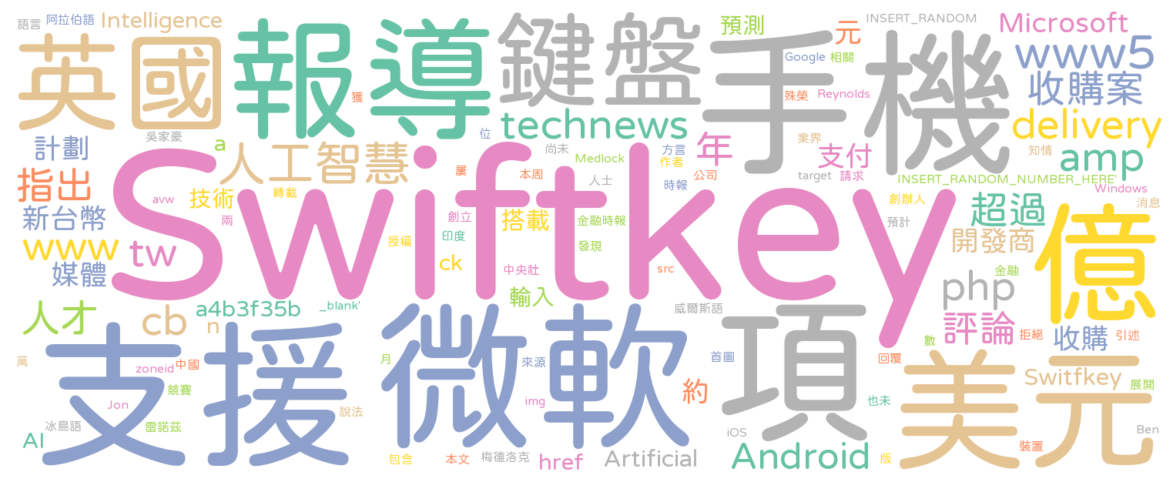 語言 阿拉伯語 Intelligence
英國 報導 鍵盤 手機
預測 元 INSERT_RANDOM Microsoft
Google 相關 www5
獲 殊榮 Reynolds 收購案
吳家豪 technews 業界 delivery
計劃 a 人工智慧 位 尚未 方言 年 支付 知情 amp
Medlock 作者
指出 技術 轉載 屢 本周 人士 時報 公司 target 請求 INSERT_RANDOM_NUMBER_HERE'
Windows
新台幣 avw 兩 Swiftkey 創辦人 超過 消息
創立 搭載 金融時報 預計
www tw 授權 印度 發現 開發商 億
媒體 ck 中央社 src 金融
人才 cb a4b3f35b _blank' 輸入 威爾斯語 php
n 評論 收購 拒絕 引述
支援 微軟 項 美元
萬 zoneid 中國 月 來源 首圖 回覆 數
競賽 約 Switfkey 展開
Jon 說法 img 也未
冰島語 雷諾茲 iOS Ben
AI 包含 本文 梅德洛克 href Artificial Android 版 裝置